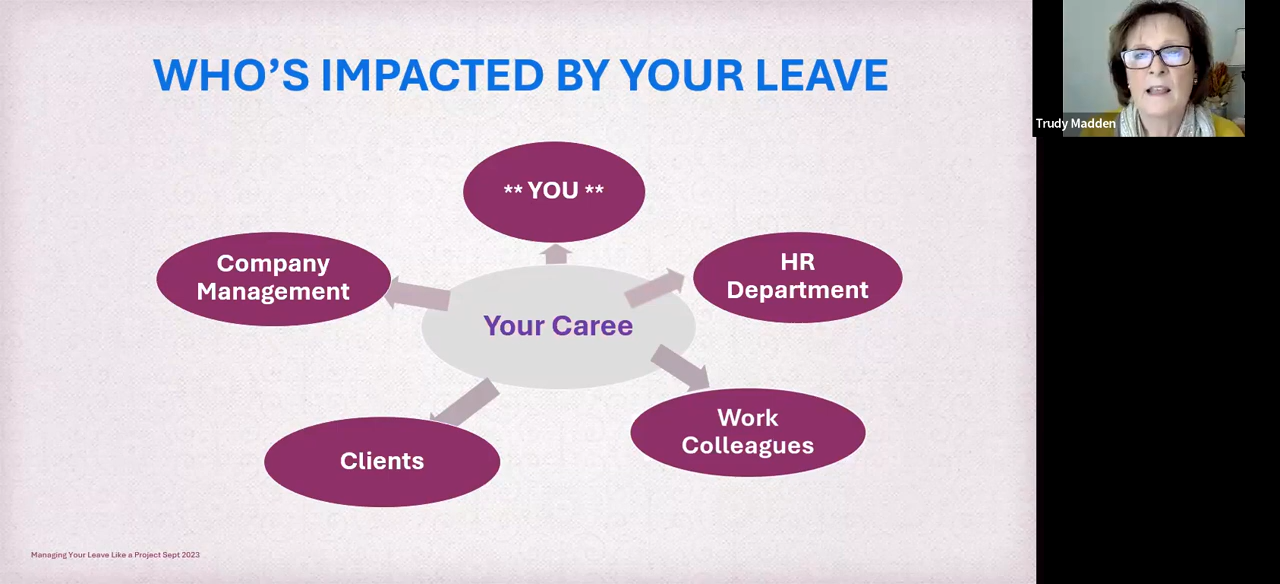 WHO’S IMPACTED BY YOUR LEAVE
Trudy Madden
** YOU **
Company
Management
HR
Department
Your Caree
Work
Colleagues
Clients
Managing Your Leave Like a Project Sept 2023